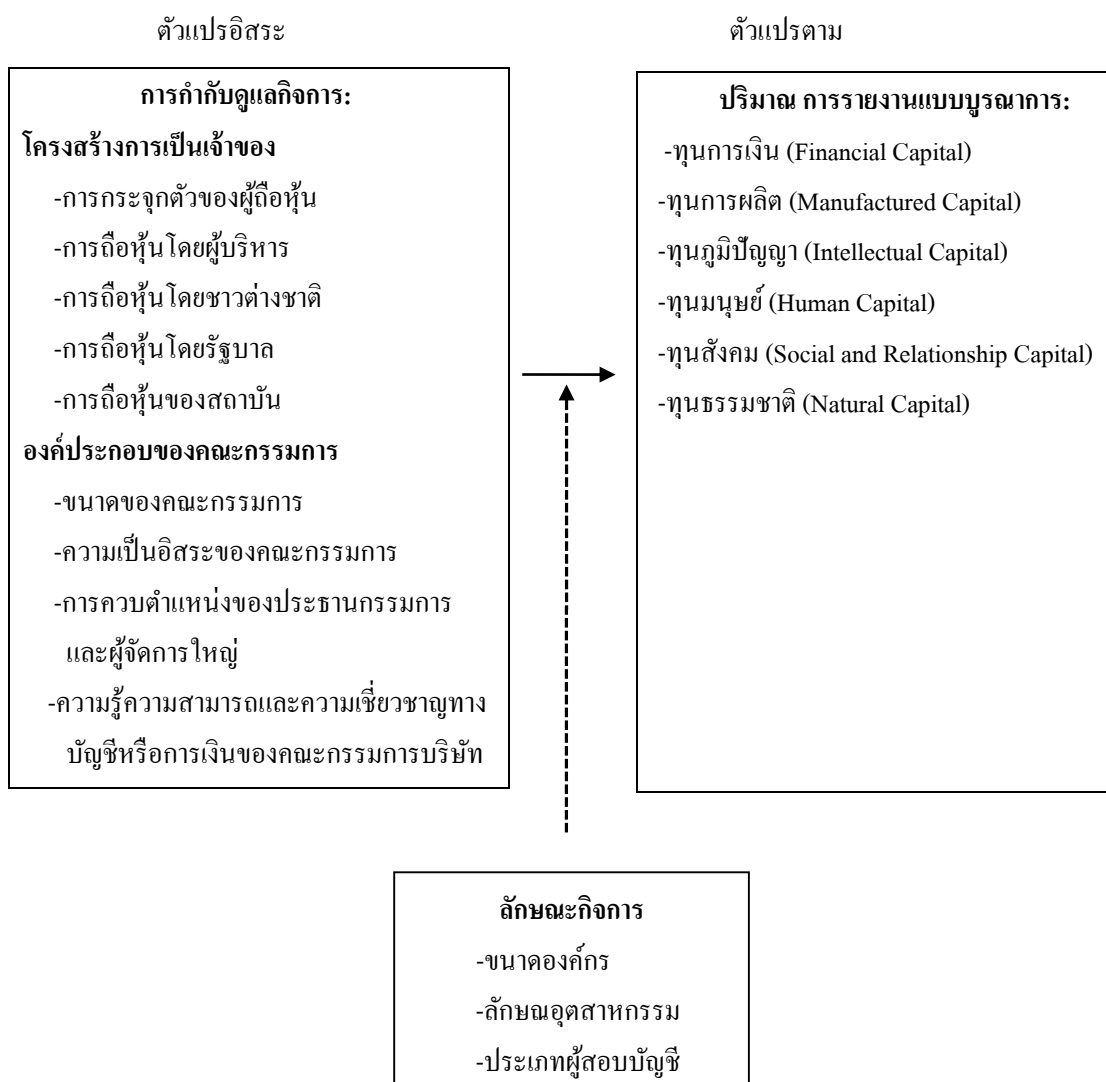 ตัวแปรอิสระ
ตัวแปรตาม
การกำกับดูแลกิจการ:
โครงสร้างการเป็นเจ้าของ
-การกระจุกตัวของผู้ถือหุ้น
-การถือหุ้นโดยผู้บริหาร
-การถือหุ้นโดยชาวต่างชาติ
-การถือหุ้นโดยรัฐบาล
-การถือหุ้นของสถาบัน
องค์ประกอบของคณะกรรมการ
-ขนาดของคณะกรรมการ
-ความเป็นอิสระของคณะกรรมการ
-การควบตำแหน่งของประธานกรรมการ
และผู้จัดการใหญ่
-ความรู้ความสามารถและความเชี่ยวชาญทาง
บัญชีหรือการเงินของคณะกรรมการบริษัท
ปริมาณ การรายงานแบบบูรณาการ:
-ทุนการเงิน (Financial Capital)
-ทุนการผลิต (Manufactured Capital)
-ทุนภูมิปัญญา (Intellectual Capital)
-ทุนมนุษย์ (Human Capital)
-ทุนสังคม (Social and Relationship Capital)
-ทุนธรรมชาติ (Natural Capital)
ลักษณะกิจการ
-ขนาดองค์กร
-ลักษณอุตสาหกรรม
-ประเภทผู้สอบบัญชี